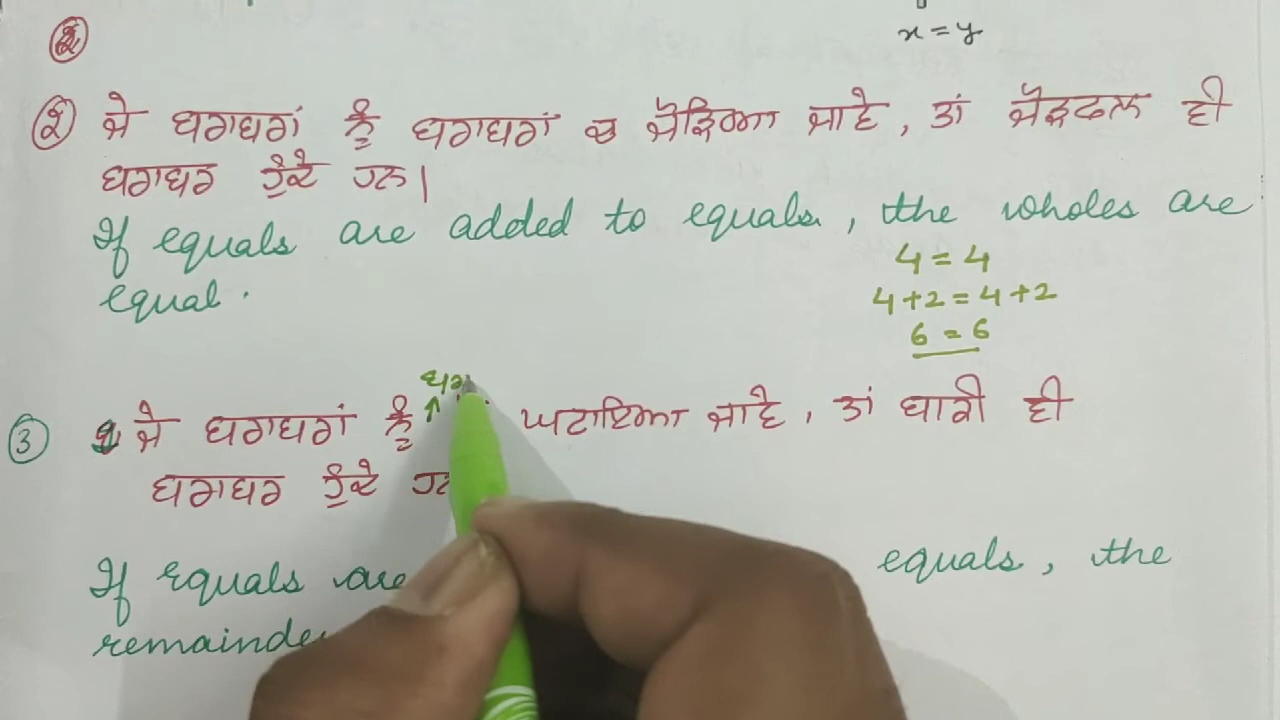 x = y
(2) ਜੇ ਬਰਾਬਰਾਂ ਨੂੰ ਬਰਾਬਰਾਂ ਚ ਜੋੜਿਆ ਜਾਵੇ, ਤਾਂ ਜੋੜਫਲ ਵੀ
ਬਰਾਬਰ ਹੁੰਦੇ ਹਨ।
If equals are added to equals, the wholes are
equal.
4 = 4
4+2 = 4+2
6 = 6
ਬਰਾ
(3) ਜੇ ਬਰਾਬਰਾਂ ਨੂੰ ਘਟਾਇਆ ਜਾਵੇ, ਤਾਂ ਬਾਕੀ ਵੀ
ਬਰਾਬਰ ਹੁੰਦੇ ਹਨ
If equals are equals, the
remainde